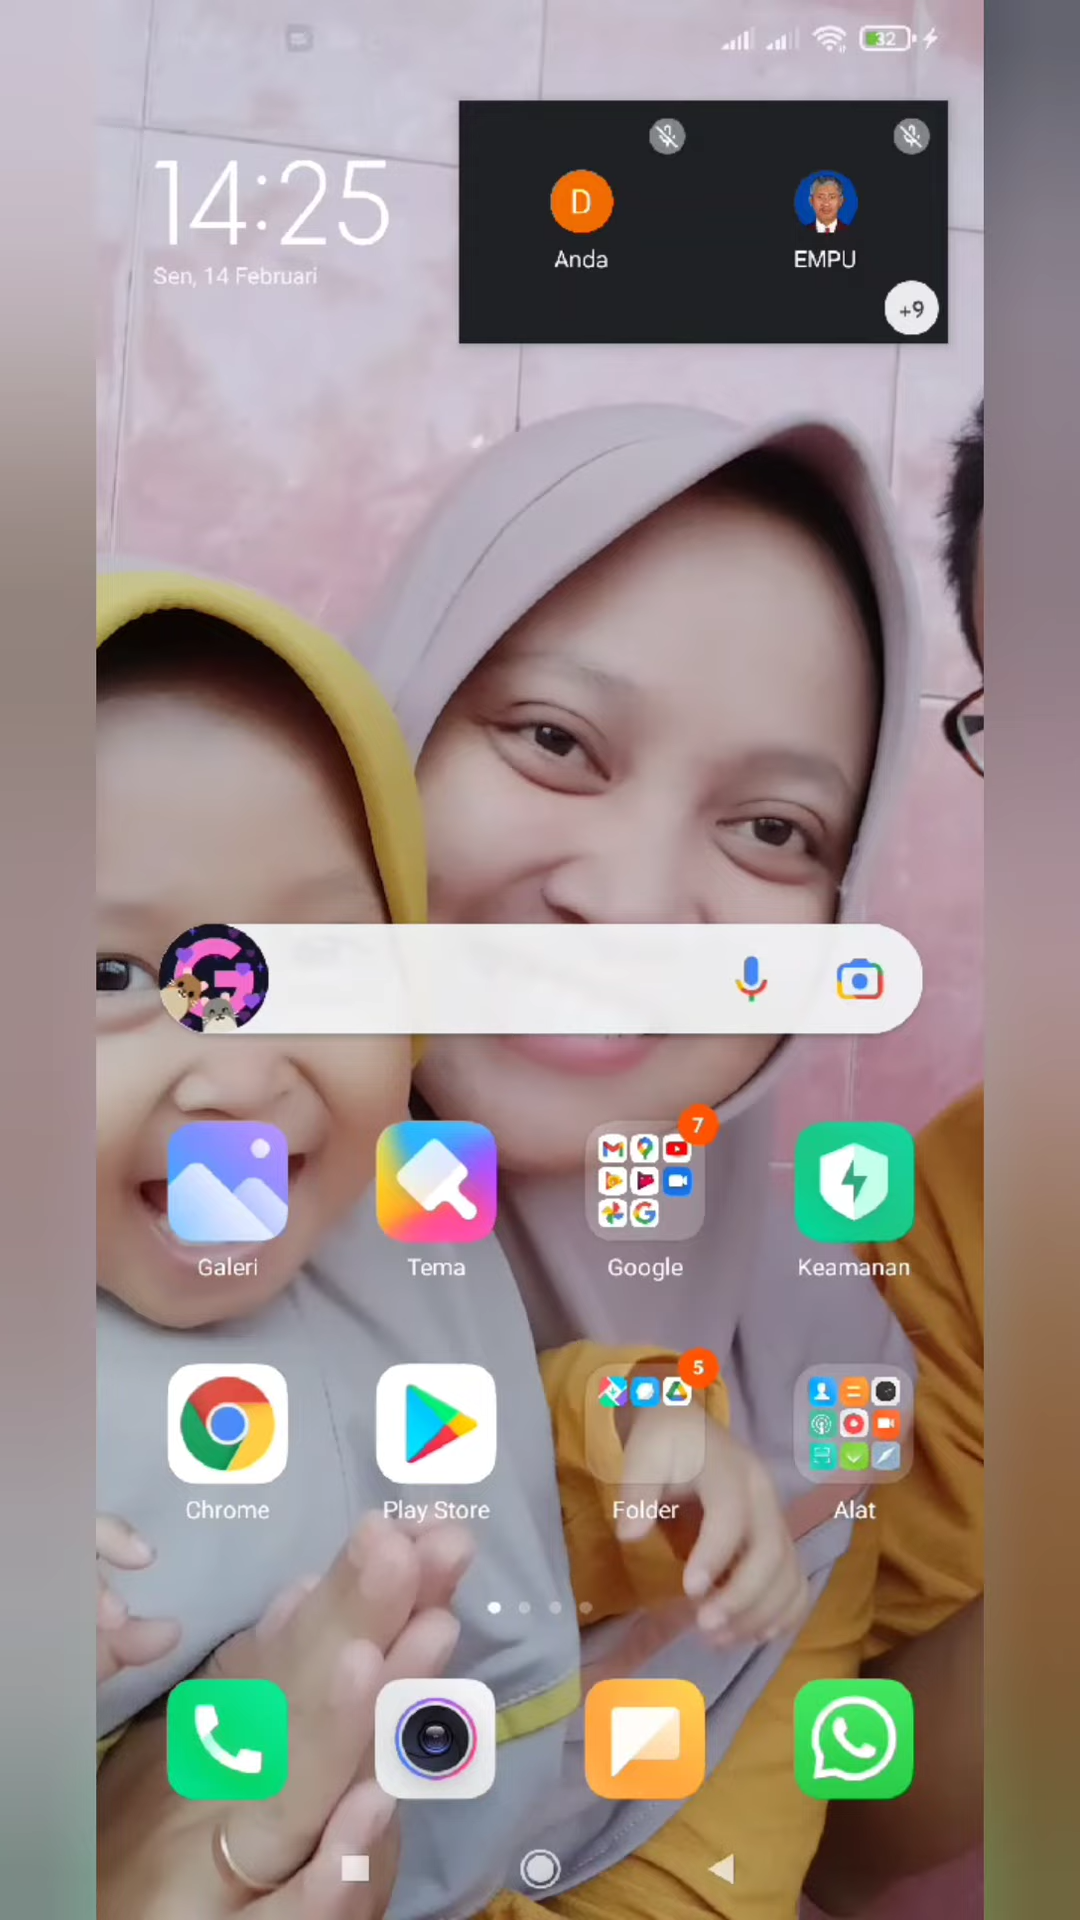 32
14:25
Sen, 14 Februari
D
Anda
EMPU
+9
7
Galeri
Tema
Google
Keamanan
5
Chrome
Play Store
Folder
Alat